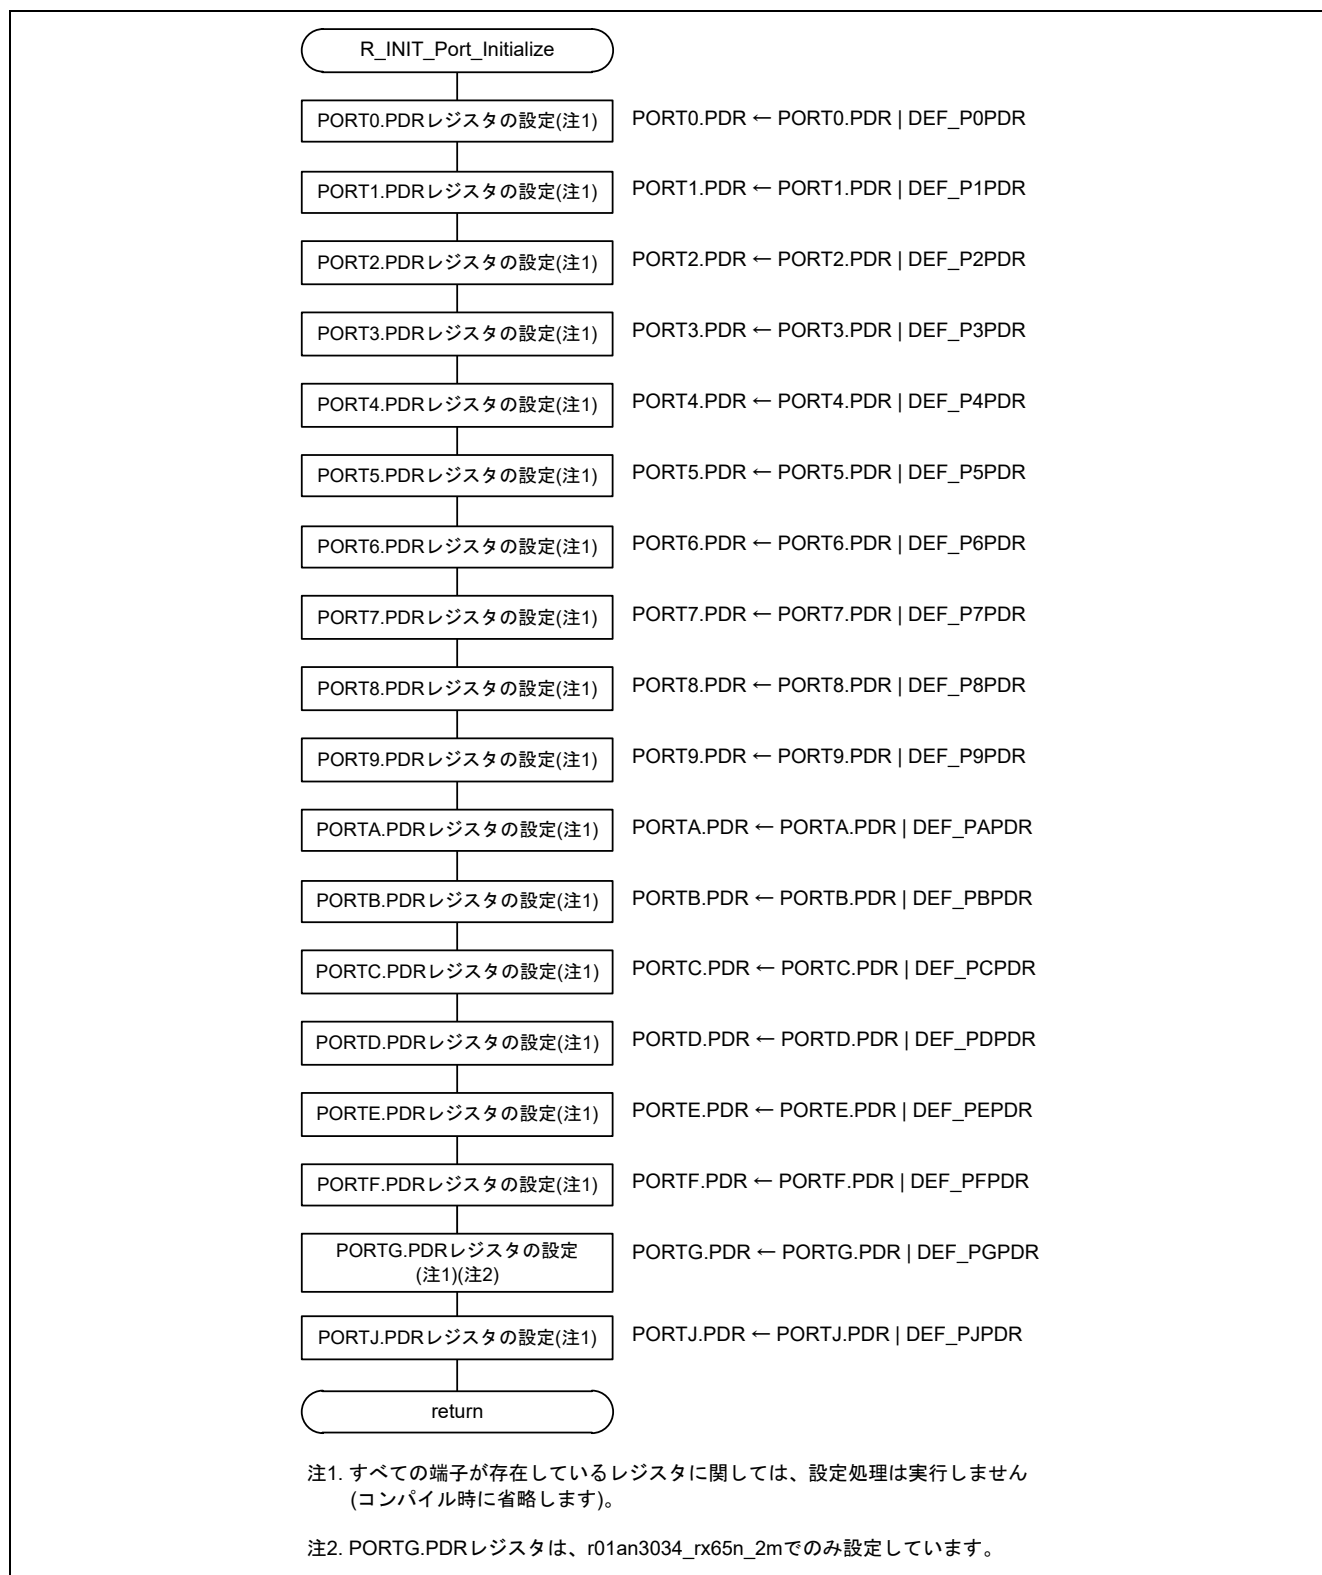 R_INIT_Port_Initialize
PORT0.PDRレジスタの設定(注1)
PORT0.PDR ← PORT0.PDR | DEF_P0PDR
PORT1.PDRレジスタの設定(注1)
PORT1.PDR ← PORT1.PDR | DEF_P1PDR
PORT2.PDRレジスタの設定(注1)
PORT2.PDR ← PORT2.PDR | DEF_P2PDR
PORT3.PDRレジスタの設定(注1)
PORT3.PDR ← PORT3.PDR | DEF_P3PDR
PORT4.PDRレジスタの設定(注1)
PORT4.PDR ← PORT4.PDR | DEF_P4PDR
PORT5.PDRレジスタの設定(注1)
PORT5.PDR ← PORT5.PDR | DEF_P5PDR
PORT6.PDRレジスタの設定(注1)
PORT6.PDR ← PORT6.PDR | DEF_P6PDR
PORT7.PDRレジスタの設定(注1)
PORT7.PDR ← PORT7.PDR | DEF_P7PDR
PORT8.PDRレジスタの設定(注1)
PORT8.PDR ← PORT8.PDR | DEF_P8PDR
PORT9.PDRレジスタの設定(注1)
PORT9.PDR ← PORT9.PDR | DEF_P9PDR
PORTA.PDRレジスタの設定(注1)
PORTA.PDR ← PORTA.PDR | DEF_PAPDR
PORTB.PDRレジスタの設定(注1)
PORTB.PDR ← PORTB.PDR | DEF_PBPDR
PORTC.PDRレジスタの設定(注1)
PORTC.PDR ← PORTC.PDR | DEF_PCPDR
PORTD.PDRレジスタの設定(注1)
PORTD.PDR ← PORTD.PDR | DEF_PDPDR
PORTE.PDRレジスタの設定(注1)
PORTE.PDR ← PORTE.PDR | DEF_PEPDR
PORTF.PDRレジスタの設定(注1)
PORTF.PDR ← PORTF.PDR | DEF_PFPDR
PORTG.PDRレジスタの設定
(注1)(注2)
PORTG.PDR ← PORTG.PDR | DEF_PGPDR
PORTJ.PDRレジスタの設定(注1)
PORTJ.PDR ← PORTJ.PDR | DEF_PJPDR
return
注1. すべての端子が存在しているレジスタに関しては、設定処理は実行しません
(コンパイル時に省略します)。
注2. PORTG.PDRレジスタは、r01an3034_rx65n_2mでのみ設定しています。